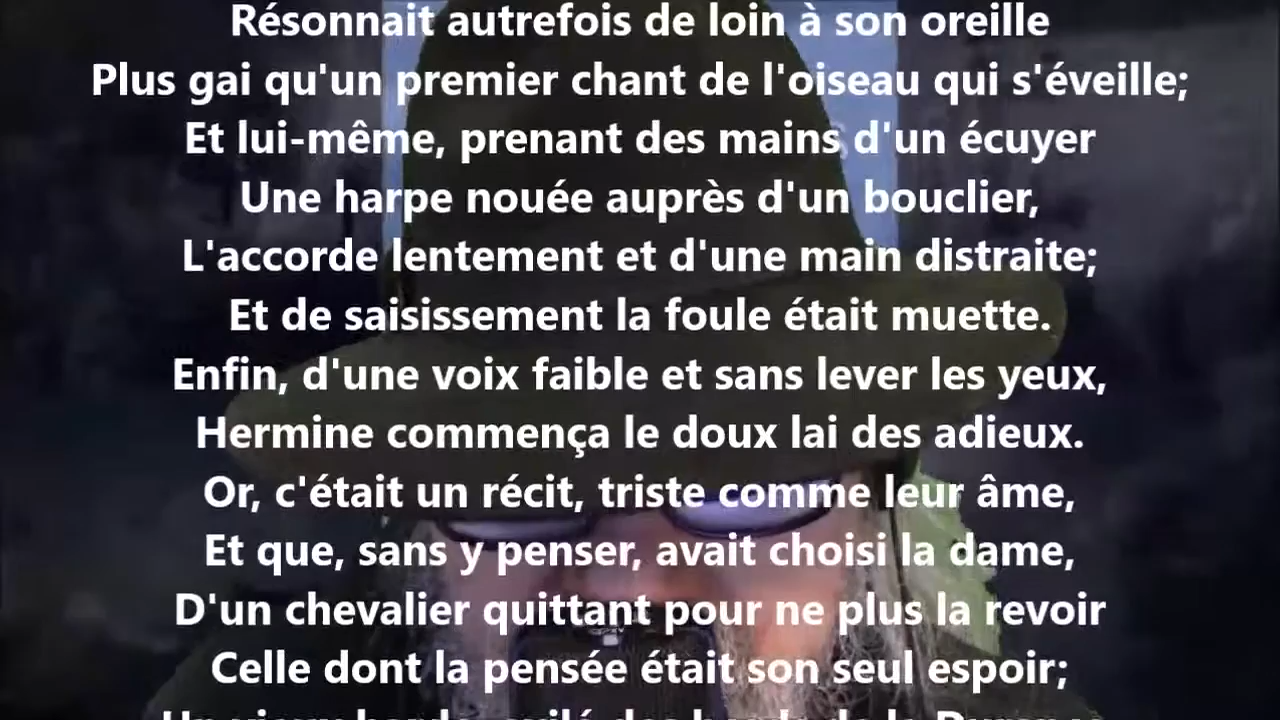 Résonnait autrefois de loin à son oreille
Plus gai qu'un premier chant de l'oiseau qui s'éveille;
Et lui-même, prenant des mains d'un écuyer
Une harpe nouée auprès d'un bouclier,
L'accorde lentement et d'une main distraite;
Et de saisissement la foule était muette.
Enfin, d'une voix faible et sans lever les yeux,
Hermine commença le doux lai des adieux.
Or, c'était un récit, triste comme leur âme,
Et que, sans y penser, avait choisi la dame,
D'un chevalier quittant pour ne plus la revoir
Celle dont la pensée était son seul espoir;